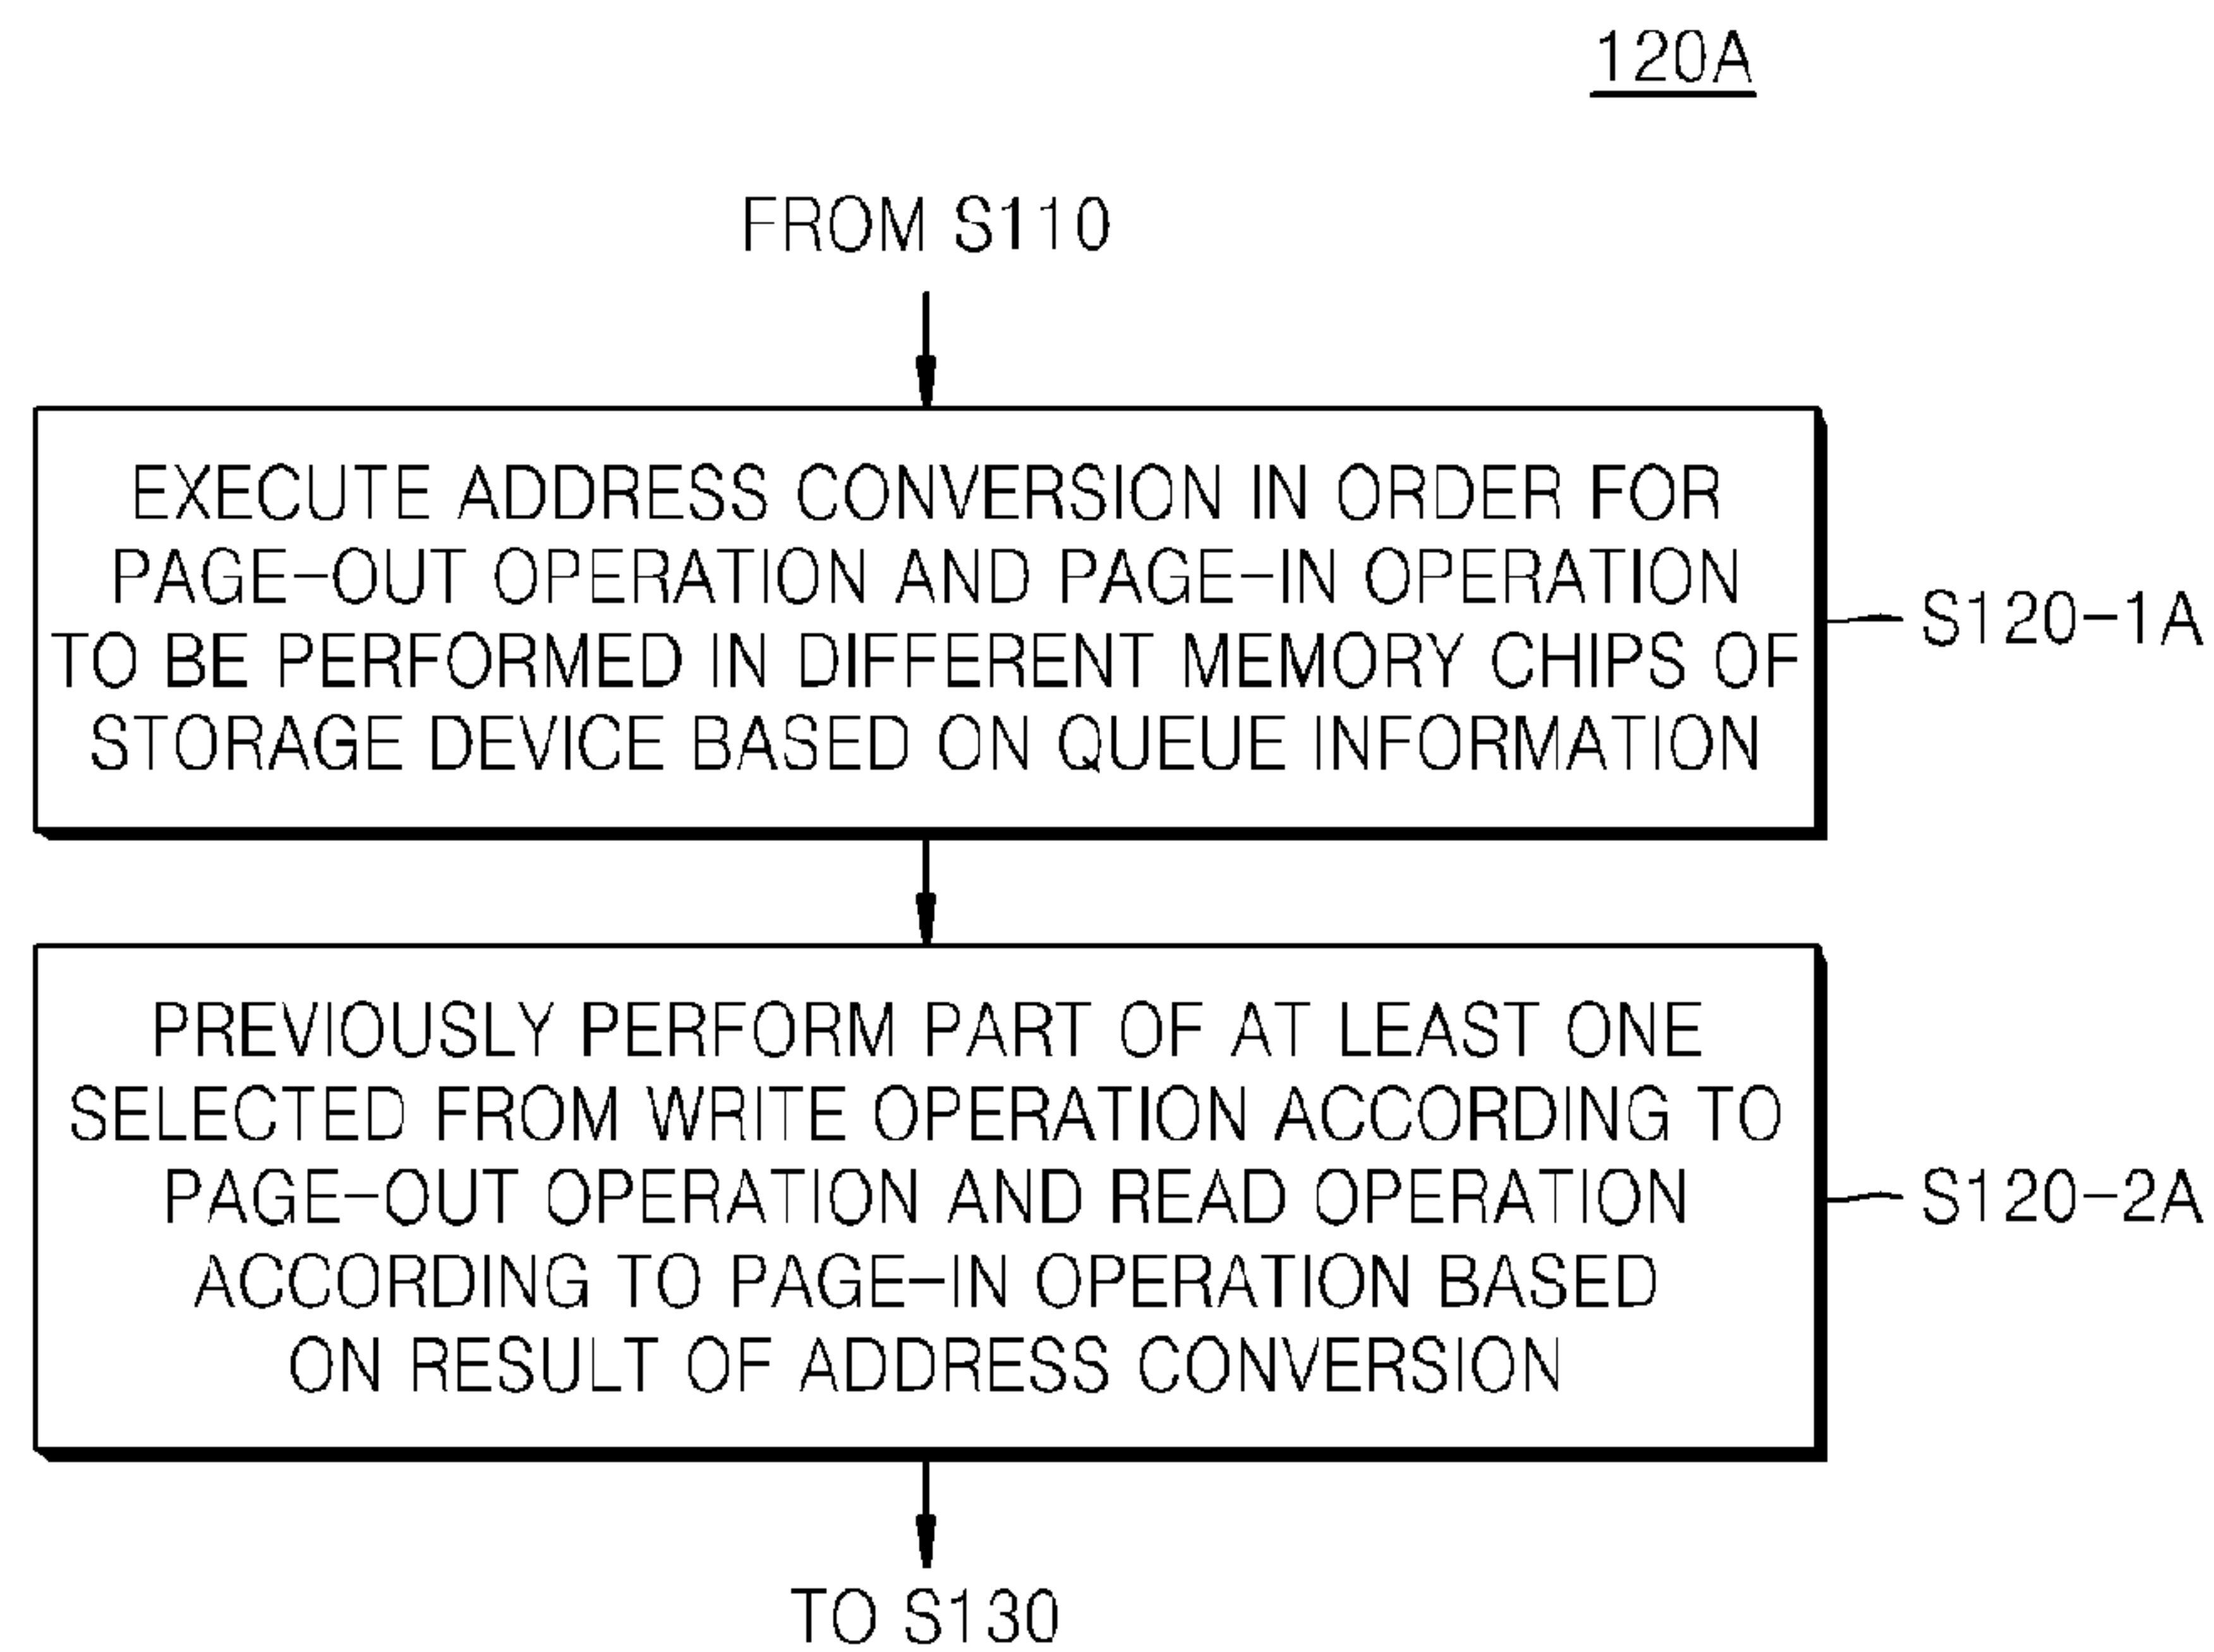 120A
FROM S110
EXECUTE ADDRESS CONVERSION IN ORDER FOR
PAGE-OUT OPERATION AND PAGE-IN OPERATION
TO BE PERFORMED IN DIFFERENT MEMORY CHIPS OF
STORAGE DEVICE BASED ON QUEUE INFORMATION
S120-1A
PREVIOUSLY PERFORM PART OF AT LEAST ONE
SELECTED FROM WRITE OPERATION ACCORDING TO
PAGE-OUT OPERATION AND READ OPERATION
ACCORDING TO PAGE-IN OPERATION BASED
ON RESULT OF ADDRESS CONVERSION
S120-2A
TO S130